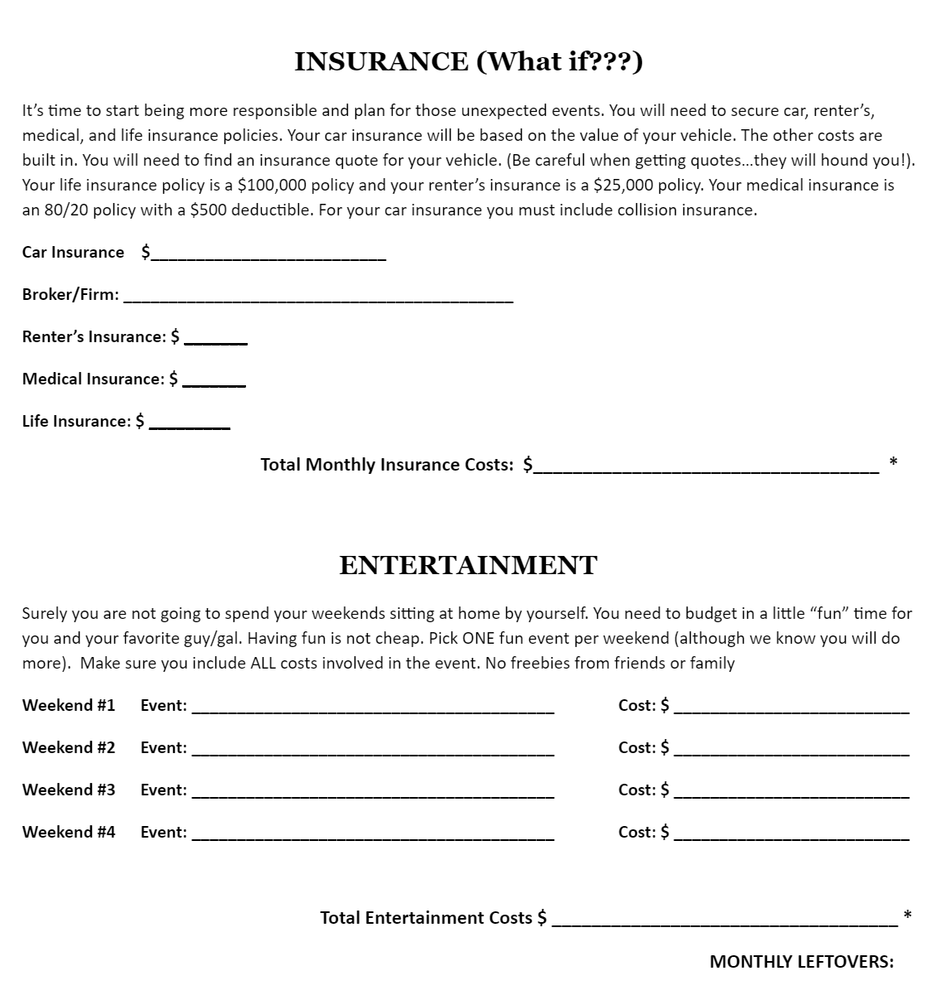 INSURANCE (What if???)
It’s time to start being more responsible and plan for those unexpected events. You will need to secure car, renter’s,
medical, and life insurance policies. Your car insurance will be based on the value of your vehicle. The other costs are
built in. You will need to find an insurance quote for your vehicle. (Be careful when getting quotes…they will hound you!).
Your life insurance policy is a $100,000 policy and your renter’s insurance is a $25,000 policy. Your medical insurance is
an 80/20 policy with a $500 deductible. For your car insurance you must include collision insurance.
Car Insurance $__________________________
Broker/Firm: ___________________________________________
Renter’s Insurance: $ _______
Medical Insurance: $ _______
Life Insurance: $ _________
Total Monthly Insurance Costs: $___________________________________ *
ENTERTAINMENT
Surely you are not going to spend your weekends sitting at home by yourself. You need to budget in a little “fun” time for
you and your favorite guy/gal. Having fun is not cheap. Pick ONE fun event per weekend (although we know you will do
more).  Make sure you include ALL costs involved in the event. No freebies from friends or family
Weekend #1 Event: ________________________________________ Cost: $ __________________________
Weekend #2 Event: ________________________________________ Cost: $ __________________________
Weekend #3 Event: ________________________________________ Cost: $ __________________________
Weekend #4 Event: ________________________________________ Cost: $ __________________________
Total Entertainment Costs $ ___________________________________ *
MONTHLY LEFTOVERS: